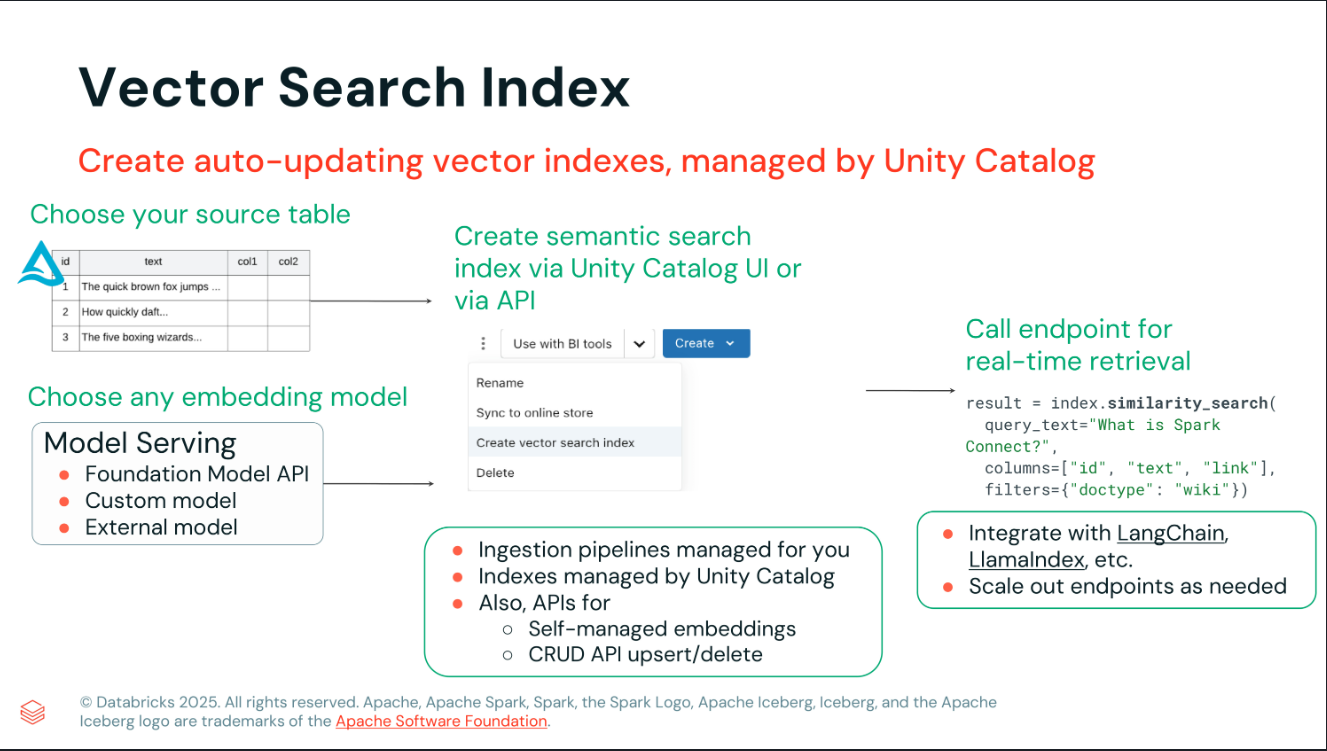 Vector Search Index
Create auto-updating vector indexes, managed by Unity Catalog
Choose your source table
id text col1 col2
1 The quick brown fox jumps ...
2 How quickly daft...
3 The five boxing wizards...
Choose any embedding model
Model Serving
Foundation Model API
Custom model
External model
Create semantic search
index via Unity Catalog UI or
via API
Use with BI tools Create
Rename
Sync to online store
Create vector search index
Delete
Ingestion pipelines managed for you
Indexes managed by Unity Catalog
Also, APIs for
Self-managed embeddings
CRUD API upsert/delete
Call endpoint for
real-time retrieval
result = index.similarity_search(
query_text="What is Spark
Connect?",
columns=["id", "text", "link"],
filters={"doctype": "wiki"})
Integrate with LangChain,
LlamaIndex, etc.
Scale out endpoints as needed
© Databricks 2025. All rights reserved. Apache, Apache Spark, Spark, the Spark Logo, Apache Iceberg, Iceberg, and the Apache
Iceberg logo are trademarks of the Apache Software Foundation.